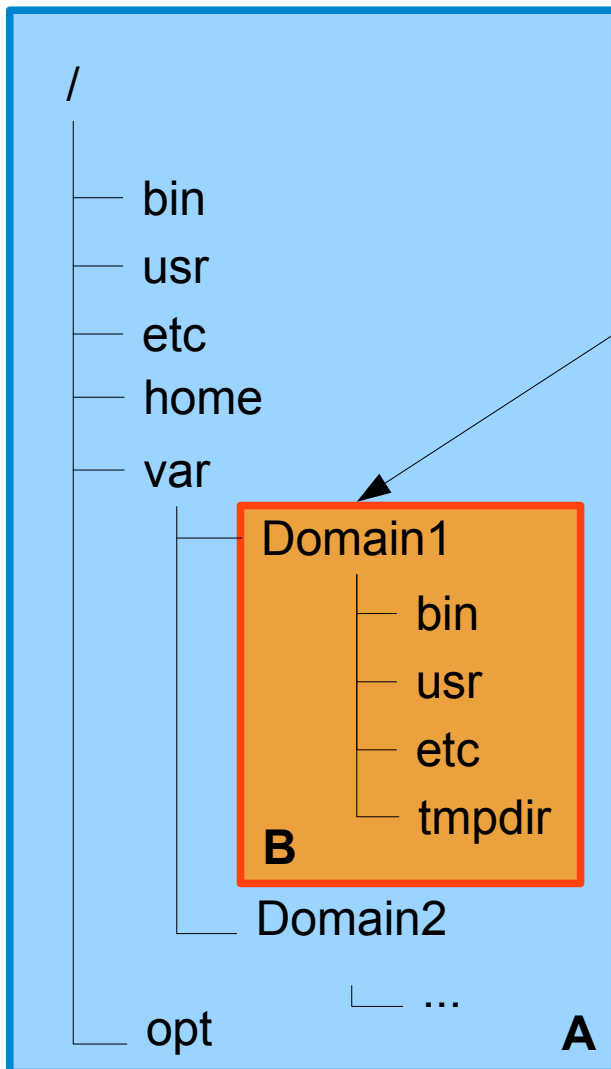 /
bin
usr
etc
home
var
Domain1
bin
usr
etc
tmpdir
B
Domain2
...
opt
A